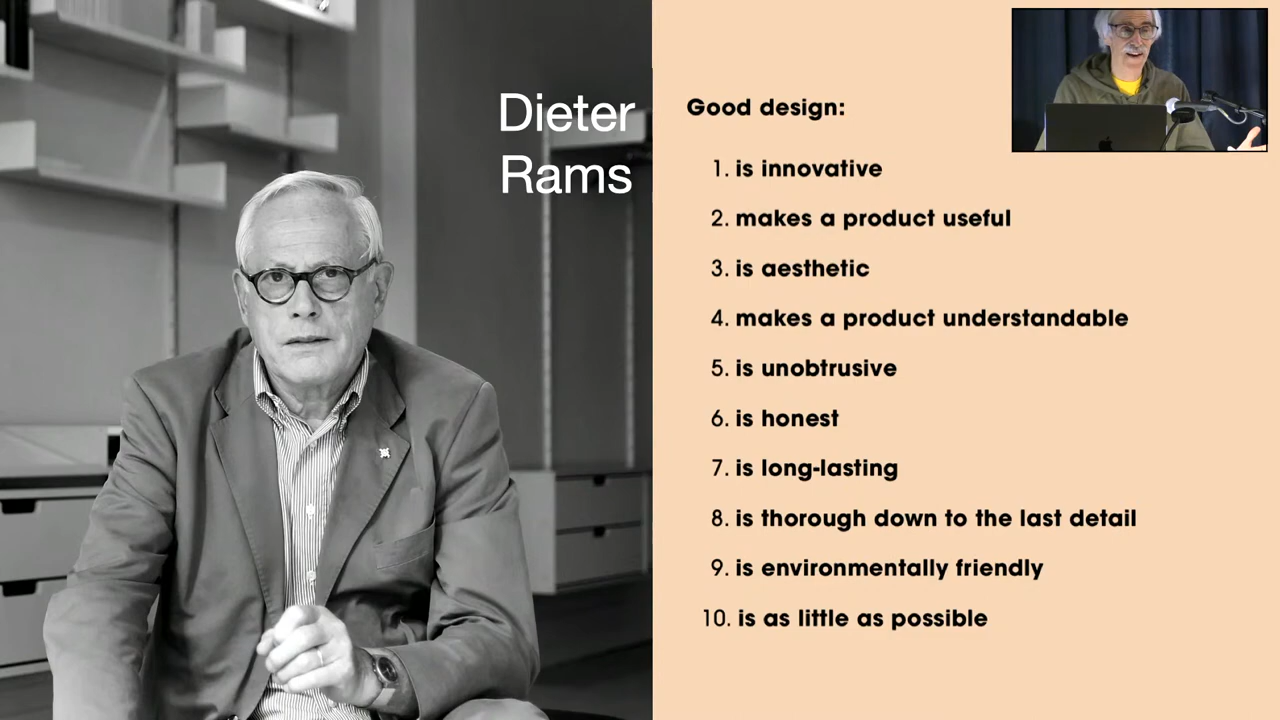 Dieter
Rams
Good design:
1. is innovative
2. makes a product useful
3. is aesthetic
4. makes a product understandable
5. is unobtrusive
6. is honest
7. is long-lasting
8. is thorough down to the last detail
9. is environmentally friendly
10. is as little as possible